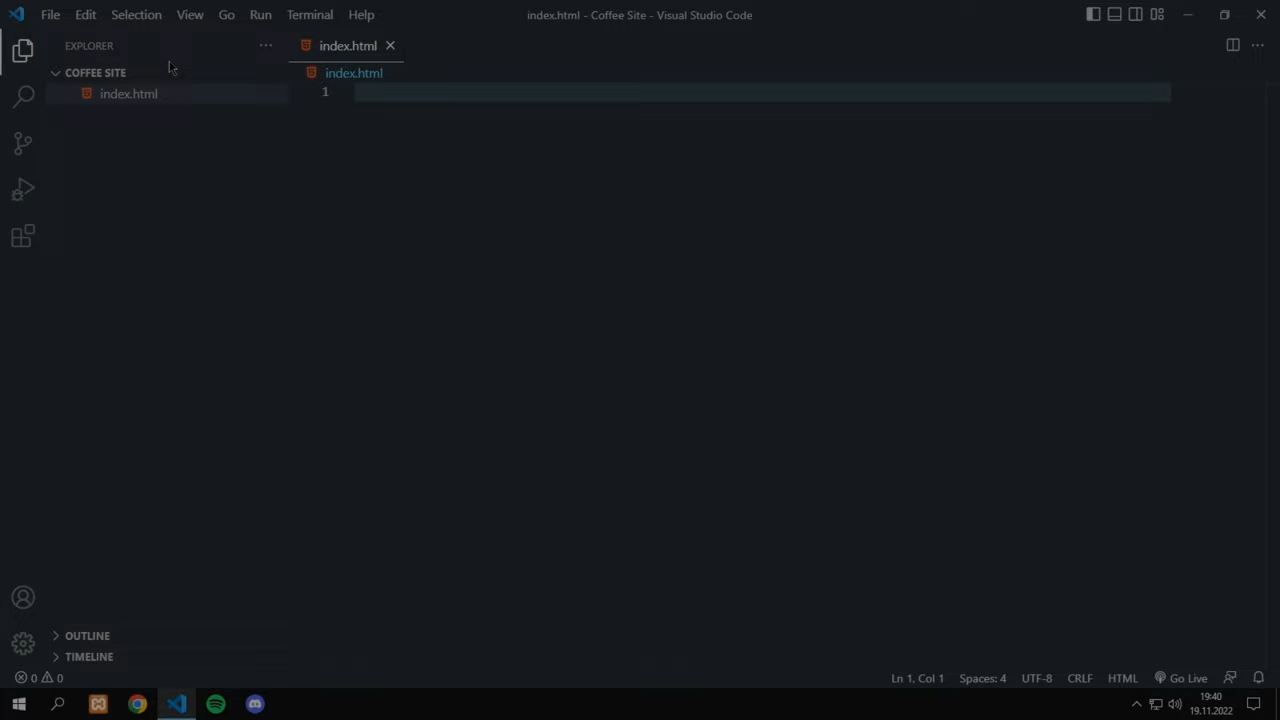 File Edit Selection View Go Run Terminal Help
index.html - Coffee Site - Visual Studio Code
EXPLORER
index.html
COFFEE SITE
index.html
index.html
1
OUTLINE
TIMELINE
0 0
Ln 1, Col 1 Spaces: 4 UTF-8 CRLF HTML Go Live
19:40
19.11.2022